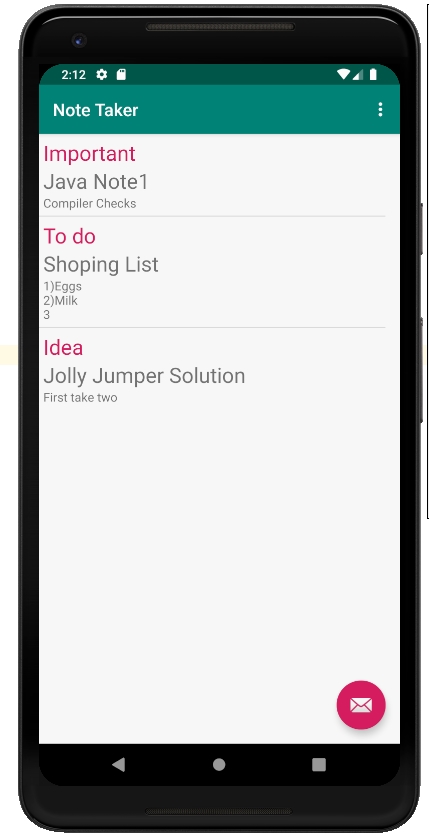 2:12
Note Taker
Important
Java Note1
Compiler Checks
To do
Shoping List
1)Eggs
2)Milk
3
Idea
Jolly Jumper Solution
First take two